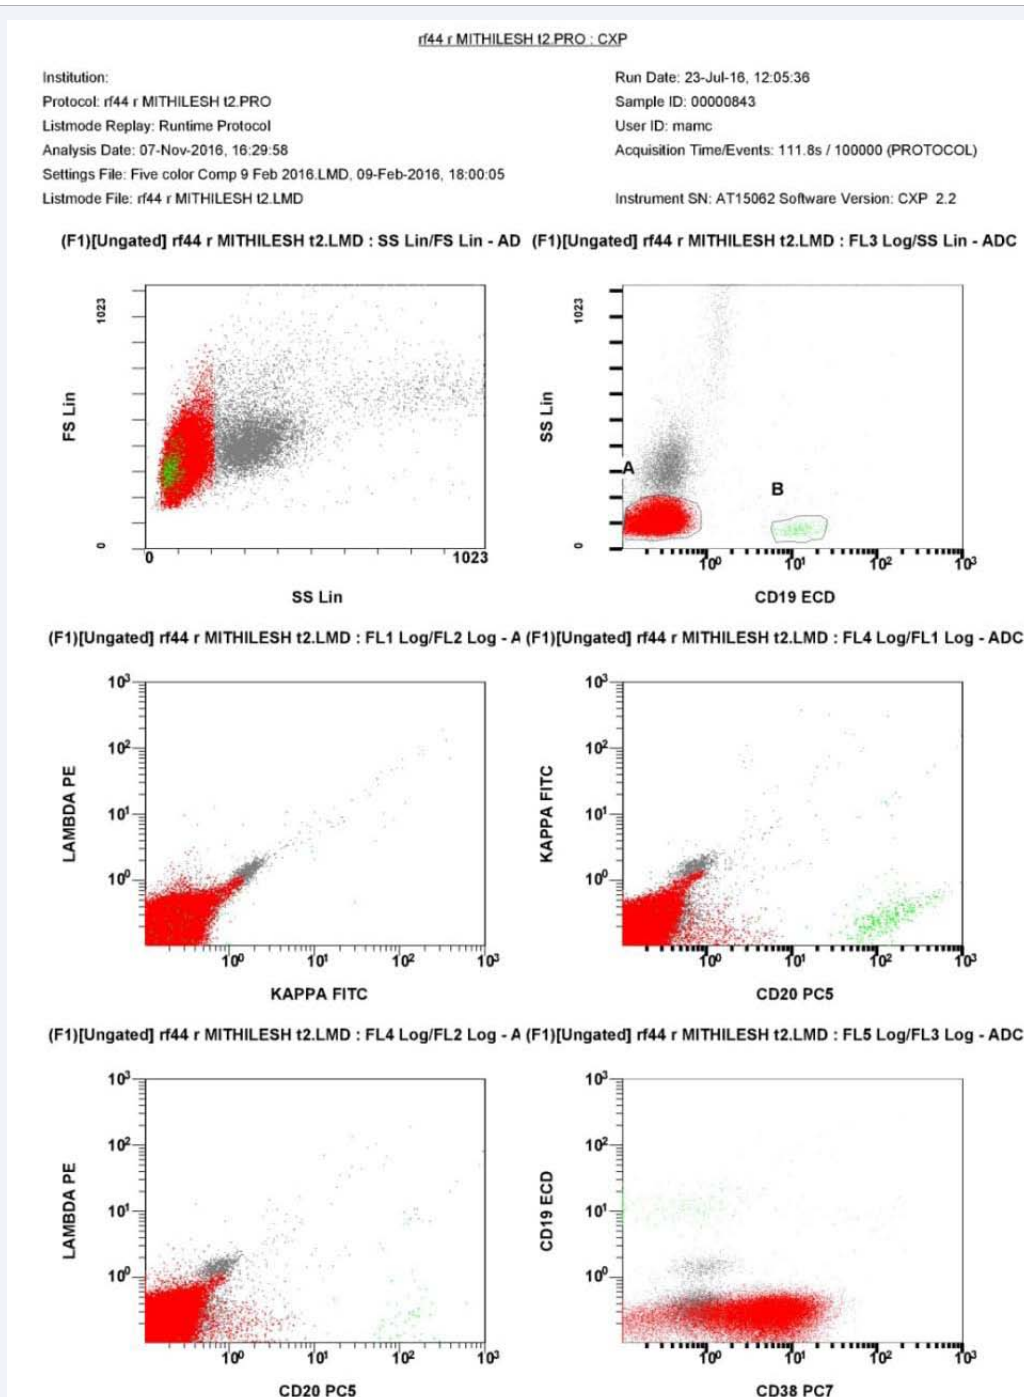 rf44 r MITHILESH t2.PRO : CXP
Institution:
Protocol: rf44 r MITHILESH t2.PRO
Listmode Replay: Runtime Protocol
Analysis Date: 07-Nov-2016, 16:29:58
Settings File: Five color Comp 9 Feb 2016.LMD, 09-Feb-2016, 18:00:05
Listmode File: rf44 r MITHILESH t2.LMD
Run Date: 23-Jul-16, 12:05:36
Sample ID: 00000843
User ID: mamc
Acquisition Time/Events: 111.8s / 100000 (PROTOCOL)
Instrument SN: AT15062 Software Version: CXP 2.2
(F1)[Ungated] rf44 r MITHILESH t2.LMD : SS Lin/FS Lin - AD
1023
FS Lin
0
0
1023
SS Lin
(F1)[Ungated] rf44 r MITHILESH t2.LMD : FL3 Log/SS Lin - ADC
1023
SS Lin
A
B
0
10⁰ 10¹ 10² 10³
CD19 ECD
(F1)[Ungated] rf44 r MITHILESH t2.LMD : FL1 Log/FL2 Log - A
10³
10²
LAMBDA PE
10¹
10⁰
10⁰ 10¹ 10² 10³
KAPPA FITC
(F1)[Ungated] rf44 r MITHILESH t2.LMD : FL4 Log/FL1 Log - ADC
10³
10²
KAPPA FITC
10¹
10⁰
10⁰ 10¹ 10² 10³
CD20 PC5
(F1)[Ungated] rf44 r MITHILESH t2.LMD : FL4 Log/FL2 Log - A
10³
10²
LAMBDA PE
10¹
10⁰
10⁰ 10¹ 10² 10³
CD20 PC5
(F1)[Ungated] rf44 r MITHILESH t2.LMD : FL5 Log/FL3 Log - ADC
10³
10²
CD19 ECD
10¹
10⁰
10⁰ 10¹ 10² 10³
CD38 PC7